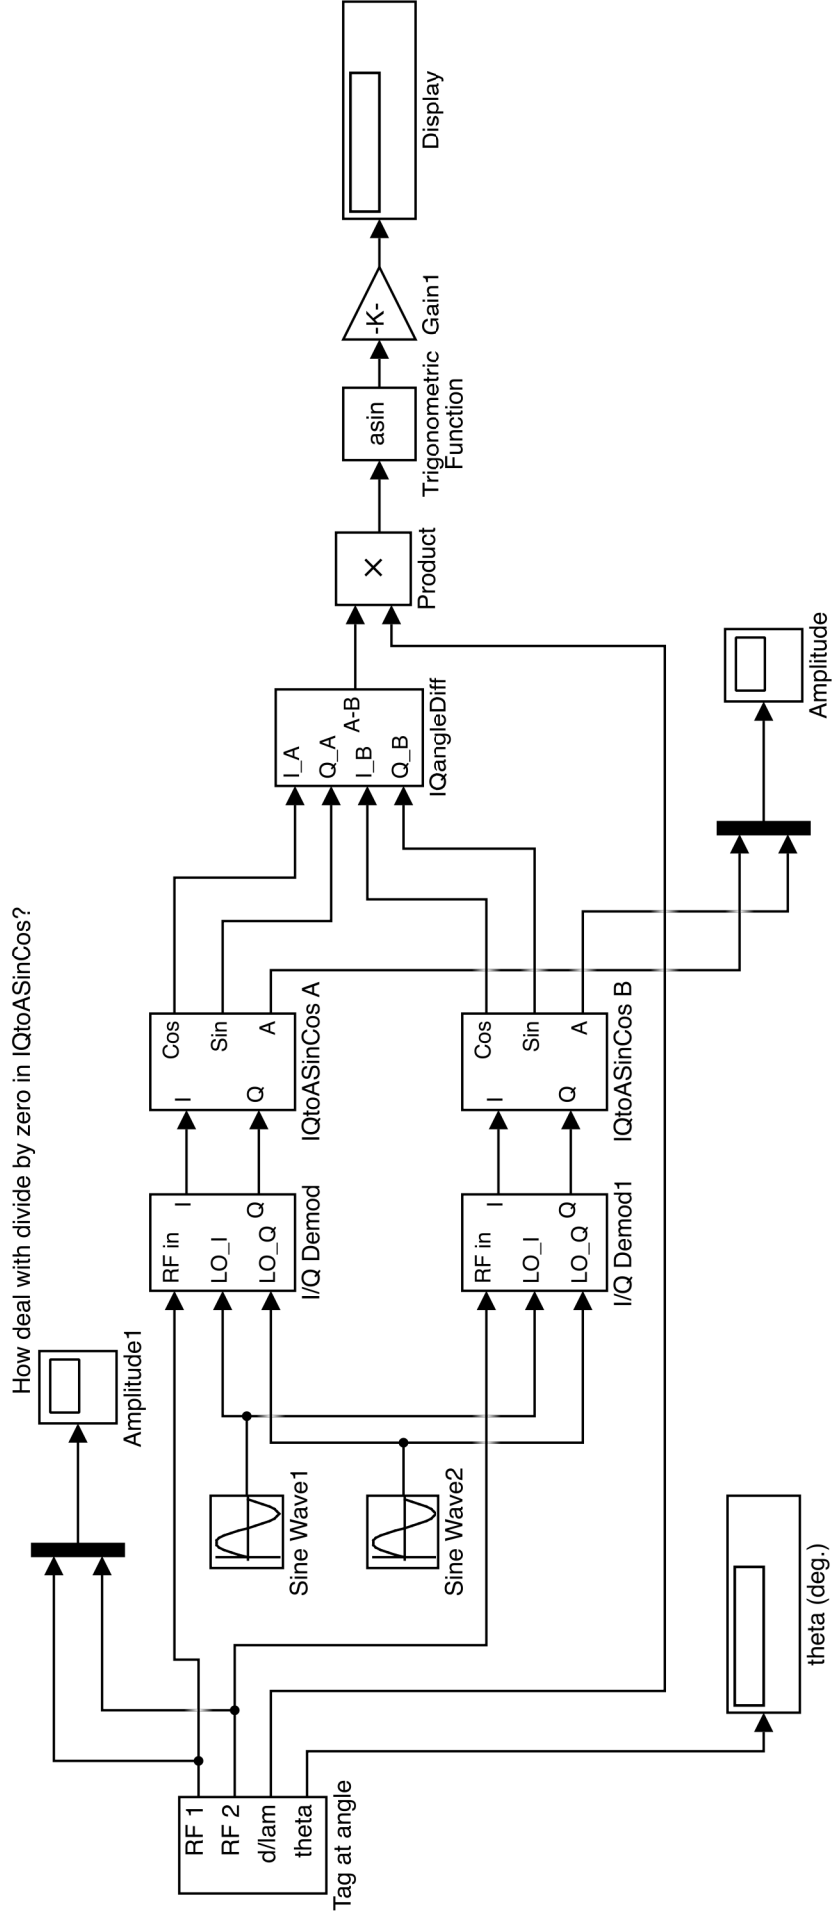 How deal with divide by zero in IQtoASinCos?
Amplitude1
Tag at angle
RF 1
RF 2
d/lam
theta
theta (deg.)
Sine Wave1
Sine Wave2
RF in
LO_I
LO_Q
I
Q
I/Q Demod
RF in
LO_I
LO_Q
I
Q
I/Q Demod1
I
Q
Cos
Sin
A
IQtoASinCos A
I
Q
Cos
Sin
A
IQtoASinCos B
I_A
Q_A
I_B
Q_B
A-B
IQangleDiff
Amplitude
×
Product
asin
Trigonometric
Function
-K-
Gain1
Display